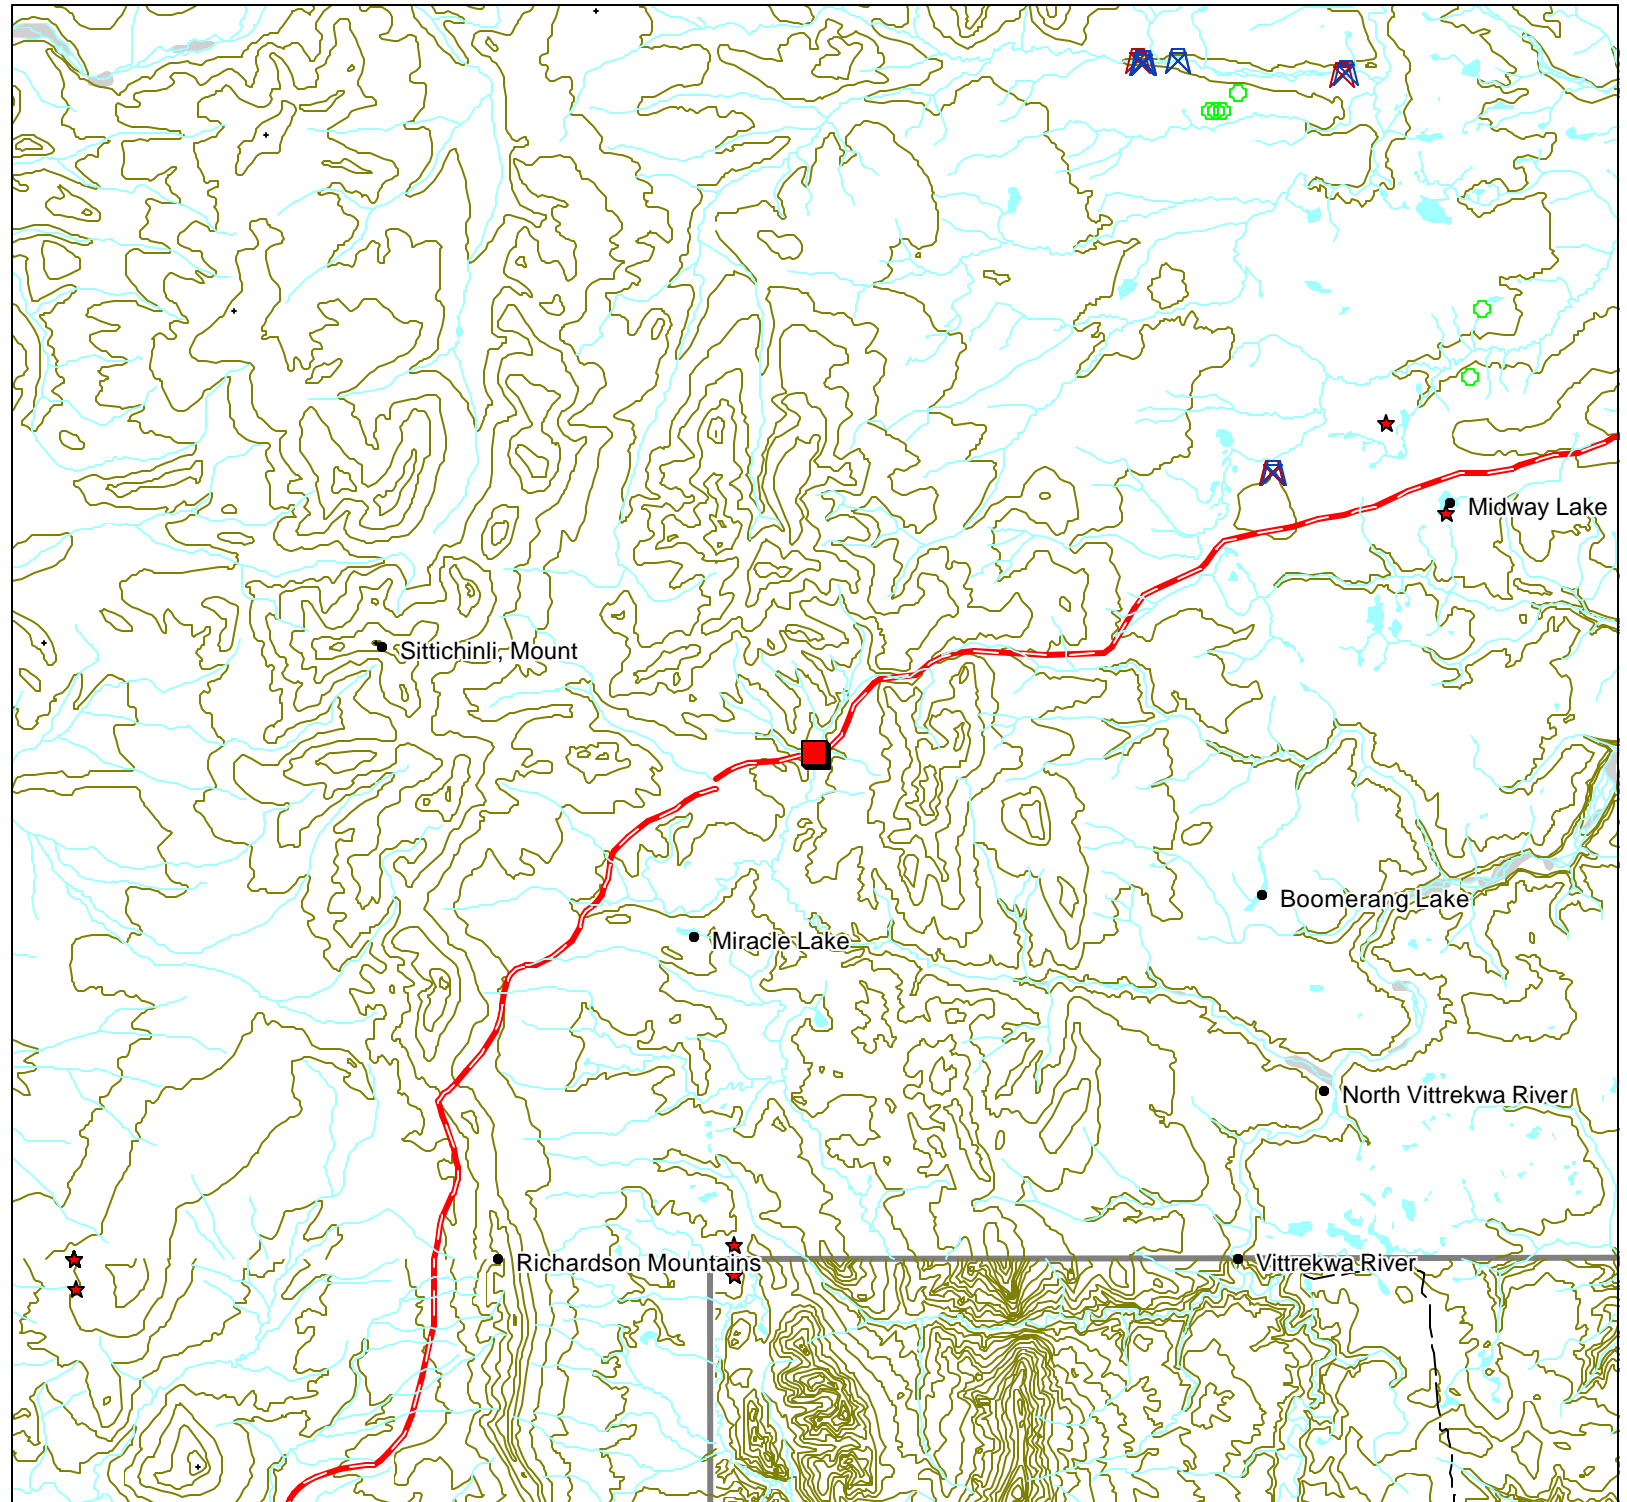 Midway Lake
Sittichinli, Mount
Boomerang Lake
Miracle Lake
North Vittrekwa River
Richardson Mountains
Vittrekwa River